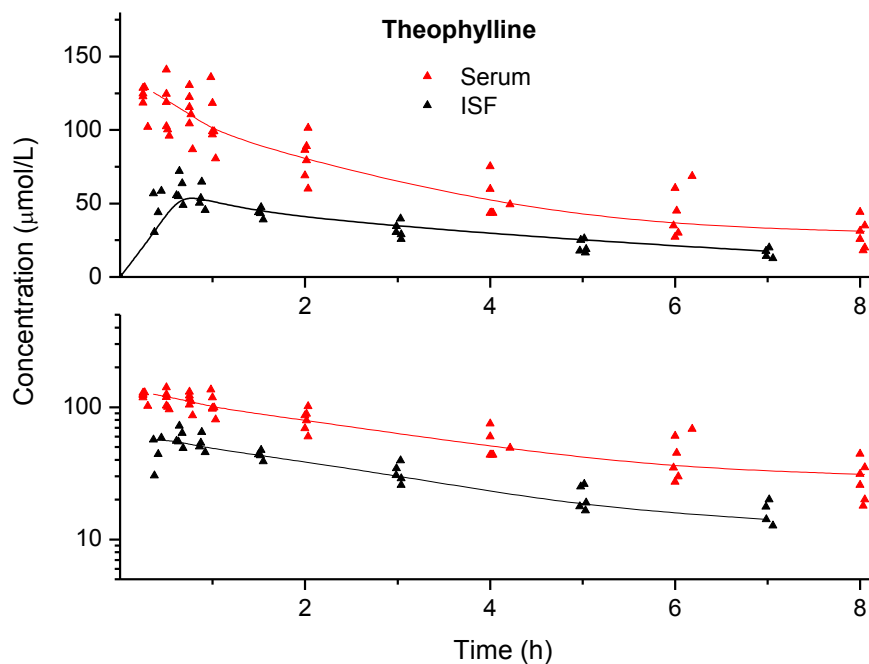 Theophylline
Serum
ISF
150
100
50
0
2
4
6
8
Concentration (μmol/L)
100
10
2
4
6
8
Time (h)